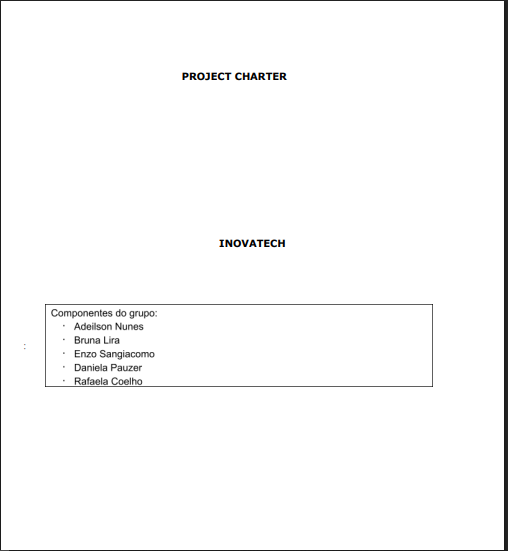 PROJECT CHARTER
INOVATECH
Componentes do grupo:
· Adeilson Nunes
· Bruna Lira
· Enzo Sangiacomo
· Daniela Pauzer
· Rafaela Coelho
: